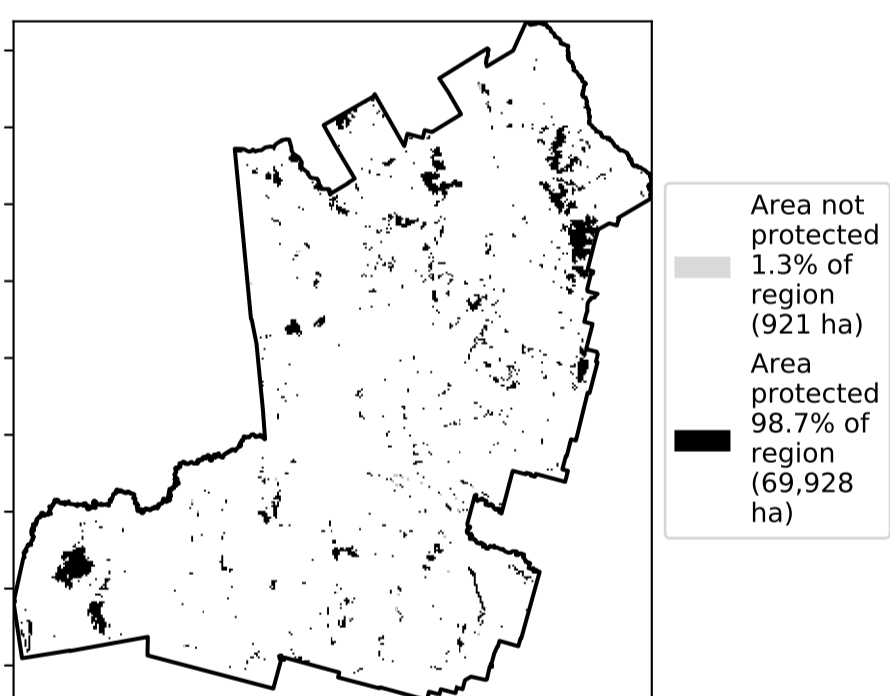 Area not
protected
1.3% of
region
(921 ha)
Area
protected
98.7% of
region
(69,928
ha)